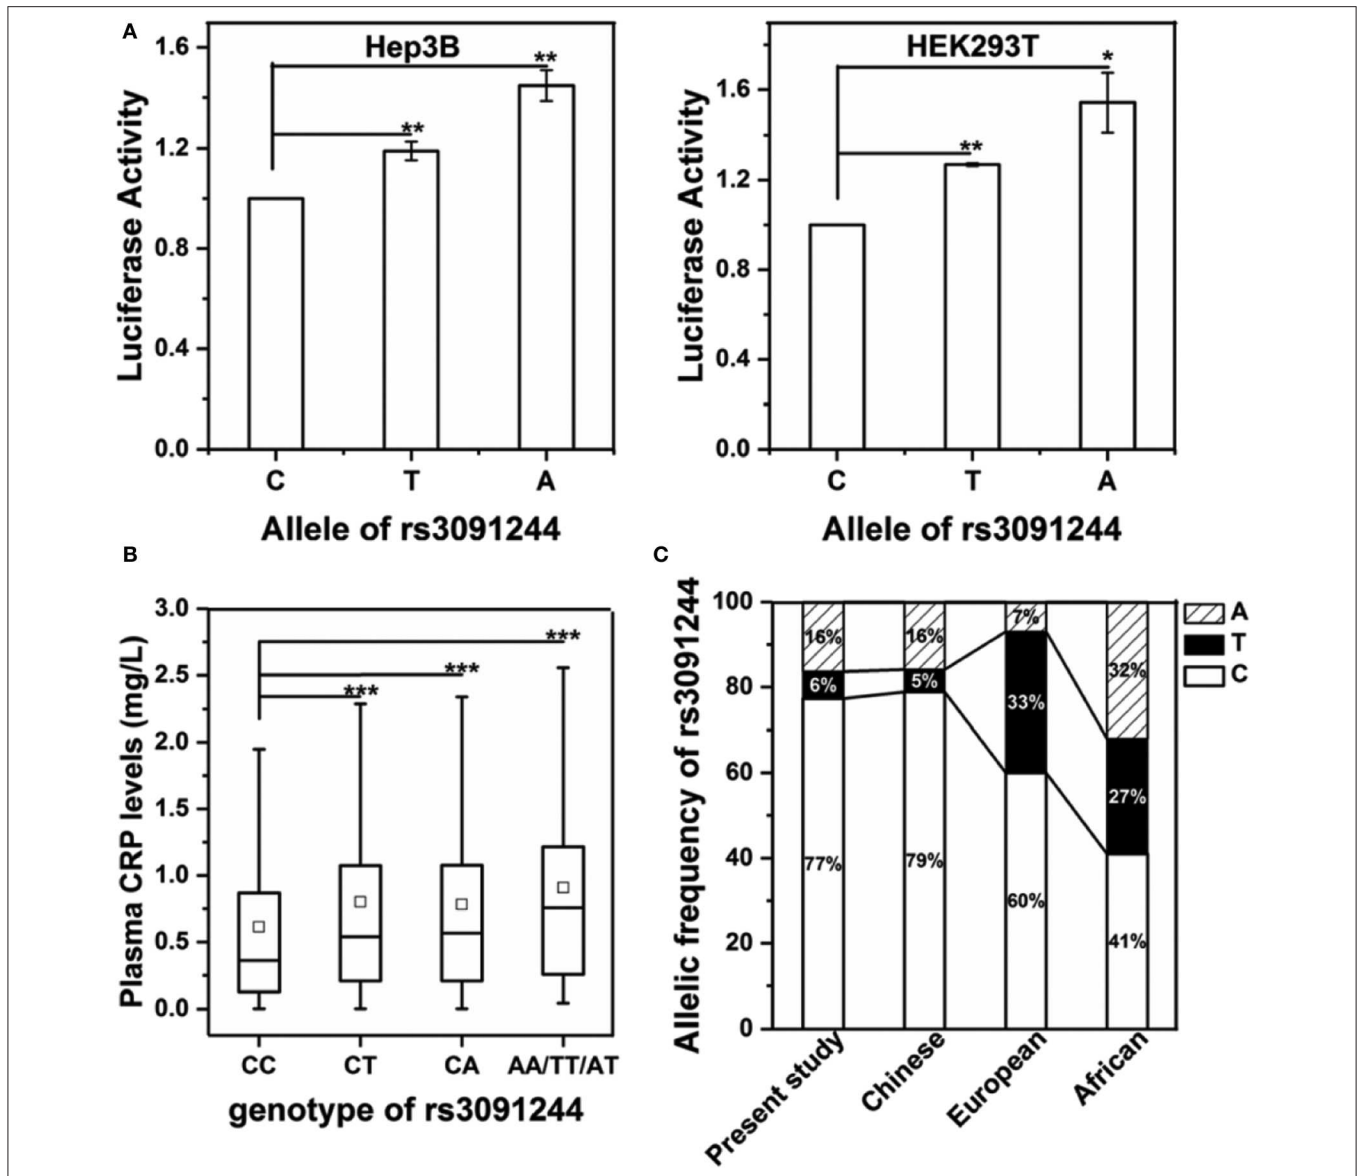 A
Hep3B
**
**
Luciferase Activity
1.6
1.2
0.8
0.4
0.0
C T A
Allele of rs3091244
HEK293T
*
**
Luciferase Activity
1.6
1.2
0.8
0.4
0.0
C T A
Allele of rs3091244
B
***
***
***
Plasma CRP levels (mg/L)
3.0
2.5
2.0
1.5
1.0
0.5
0.0
CC CT CA AA/TT/AT
genotype of rs3091244
C
Allelic frequency of rs3091244
100
80
60
40
20
0
16% 16% 7% 32%
6% 5% 33% 27%
77% 79% 60% 41%
A
T
C
Present study
Chinese
European
African